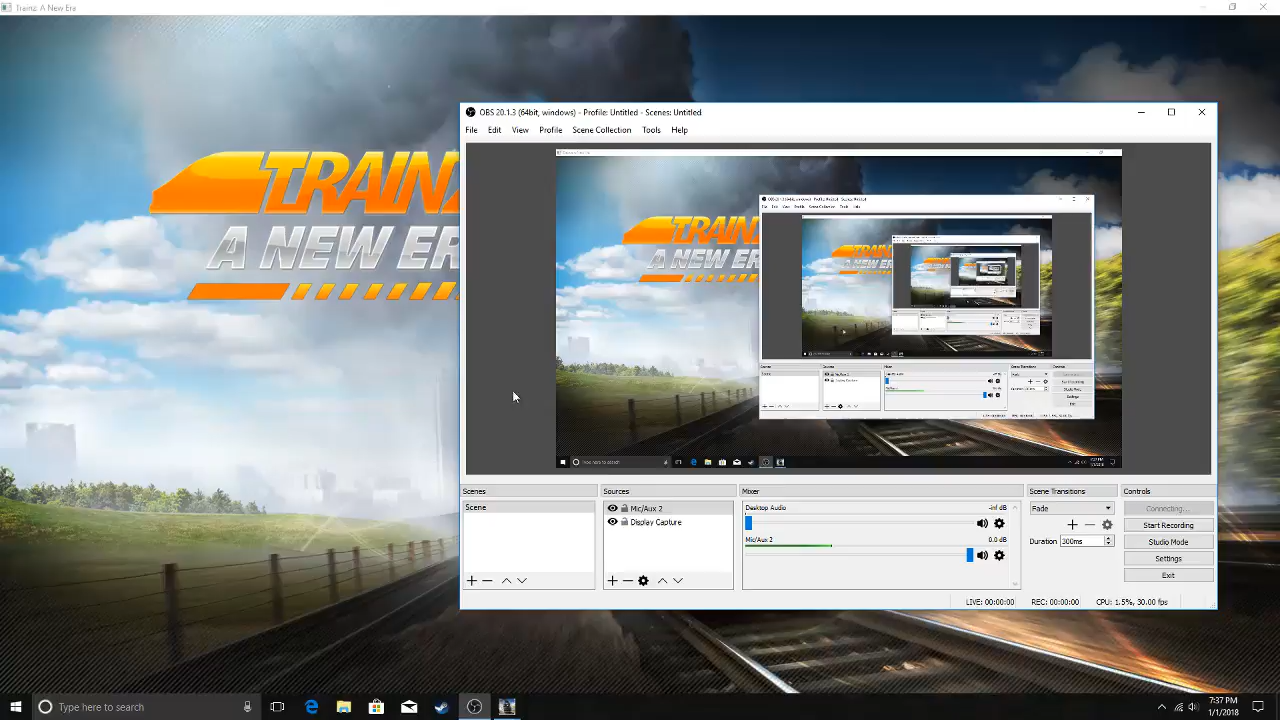 Trainz: A New Era
TRAINZ
A NEW ERA
OBS 20.1.3 (64bit, windows) - Profile: Untitled - Scenes: Untitled
File Edit View Profile Scene Collection Tools Help
TRAINZ
A NEW ER
Scenes
Sources
Mixer
Scene Transitions
Controls
Scene
Mic/Aux 2
Display Capture
Desktop Audio -inf dB
Mic/Aux 2 0.0 dB
Fade
Duration 300ms
Connecting...
Start Recording
Studio Mode
Settings
Exit
LIVE: 00:00:00 REC: 00:00:00 CPU: 1.5%, 30.00 fps
Type here to search
7:37 PM
1/1/2018